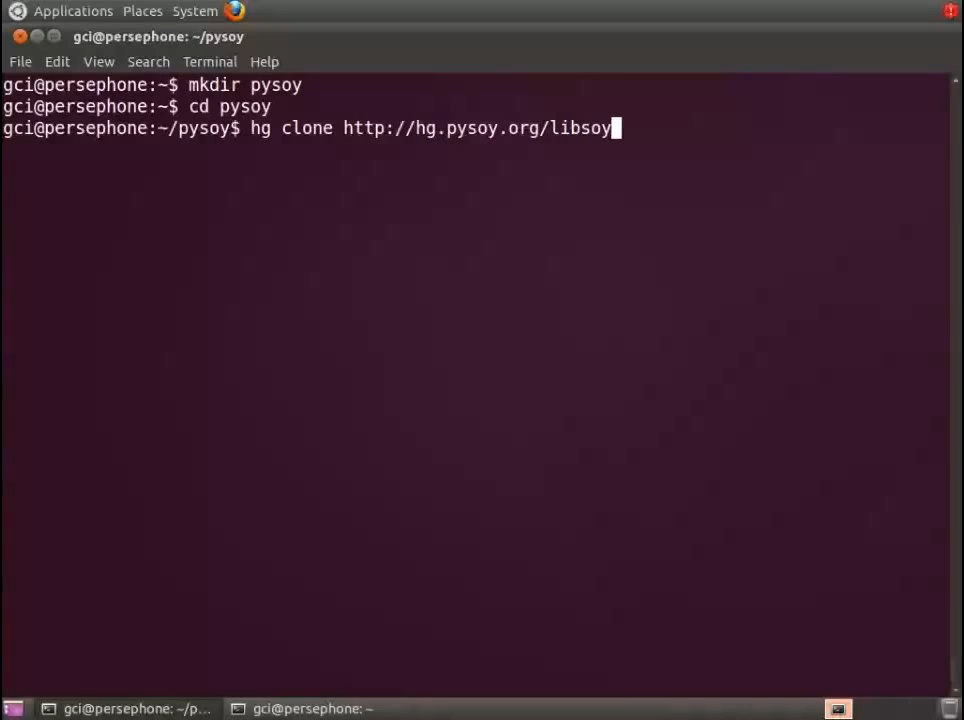 Applications Places System
gci@persephone: ~/pysoy
File Edit View Search Terminal Help
gci@persephone:~$ mkdir pysoy
gci@persephone:~$ cd pysoy
gci@persephone:~/pysoy$ hg clone http://hg.pysoy.org/libsoy
gci@persephone: ~/p... gci@persephone: ~